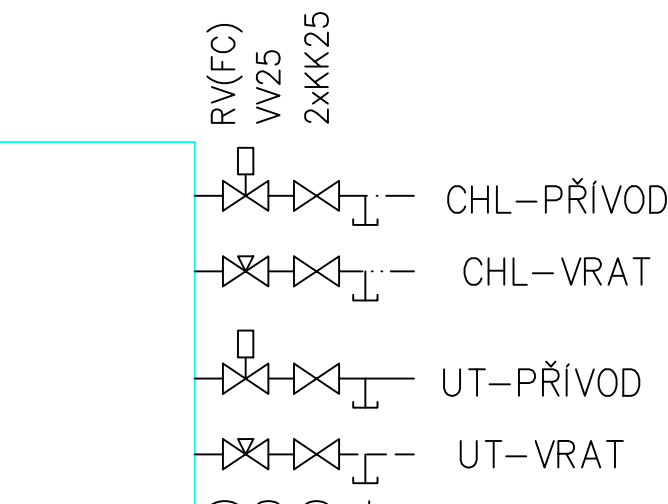 RV(FC)
VV25
2xKK25
CHL-PŘÍVOD
CHL-VRAT
UT-PŘÍVOD
UT-VRAT